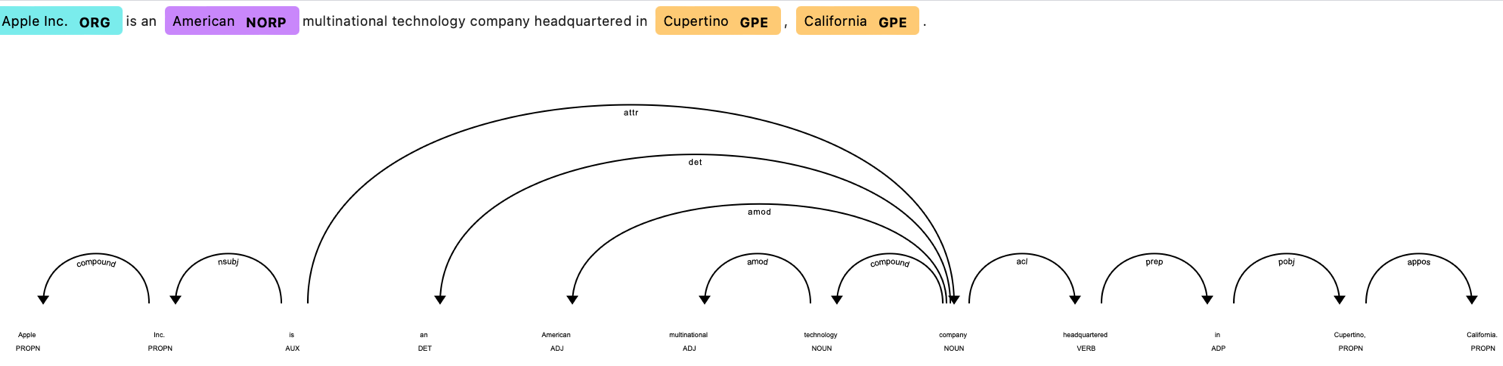 Apple Inc. ORG is an American NORP multinational technology company headquartered in Cupertino GPE , California GPE .
attr
det
amod
compound nsubj amod compound acl prep pobj appos
Apple Inc. is an American multinational technology company headquartered in Cupertino, California.
PROPN PROPN AUX DET ADJ ADJ NOUN NOUN VERB ADP PROPN PROPN